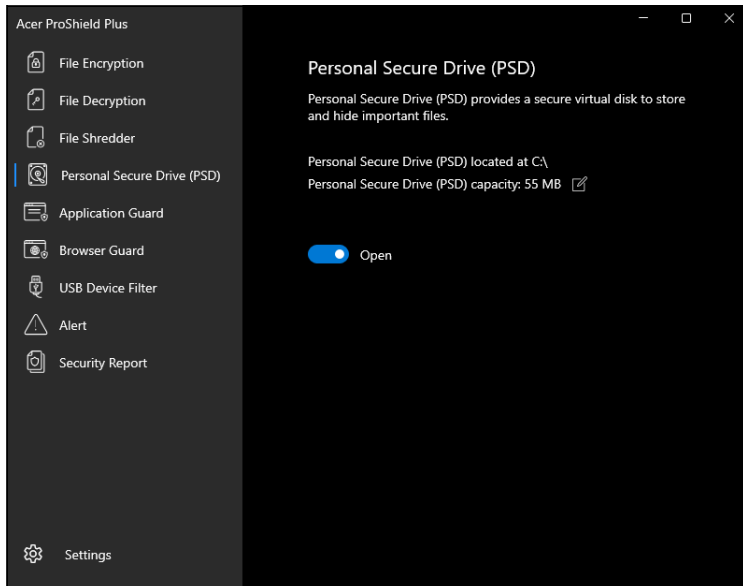 Acer ProShield Plus
File Encryption
File Decryption
File Shredder
Personal Secure Drive (PSD)
Application Guard
Browser Guard
USB Device Filter
Alert
Security Report
Settings
Personal Secure Drive (PSD)
Personal Secure Drive (PSD) provides a secure virtual disk to store
and hide important files.
Personal Secure Drive (PSD) located at C:\
Personal Secure Drive (PSD) capacity: 55 MB
Open